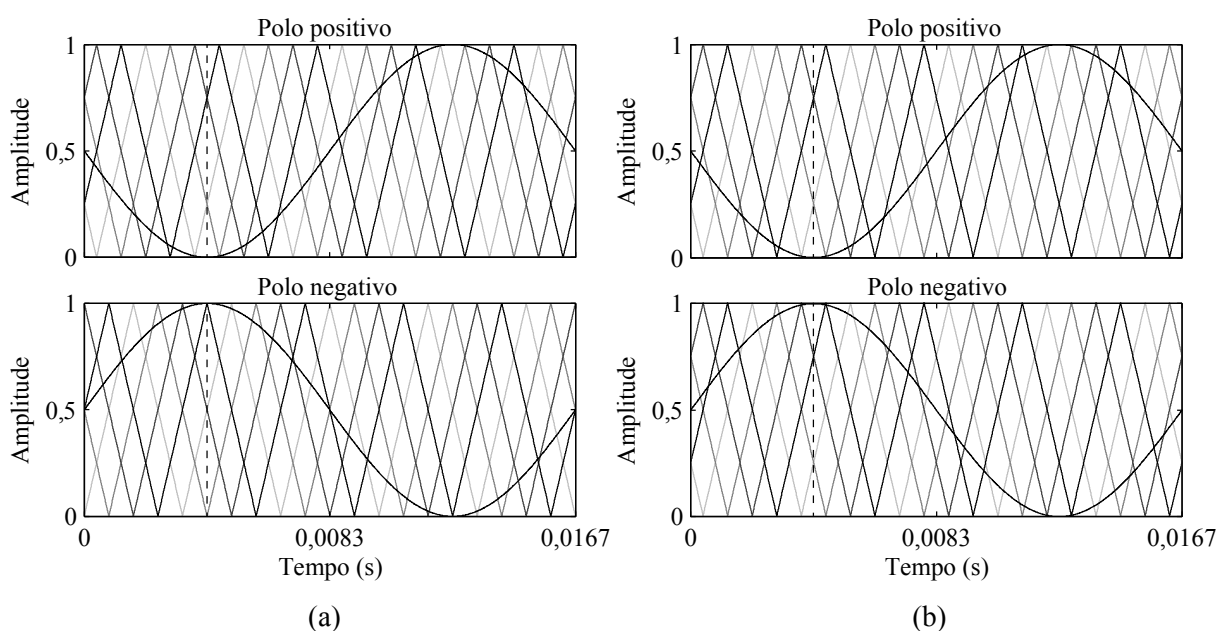 Polo positivo
1
0,5
0
Amplitude
Polo negativo
1
0,5
0
Amplitude
0 0,0083 0,0167
Tempo (s)
(a)
Polo positivo
1
0,5
0
Amplitude
Polo negativo
1
0,5
0
Amplitude
0 0,0083 0,0167
Tempo (s)
(b)